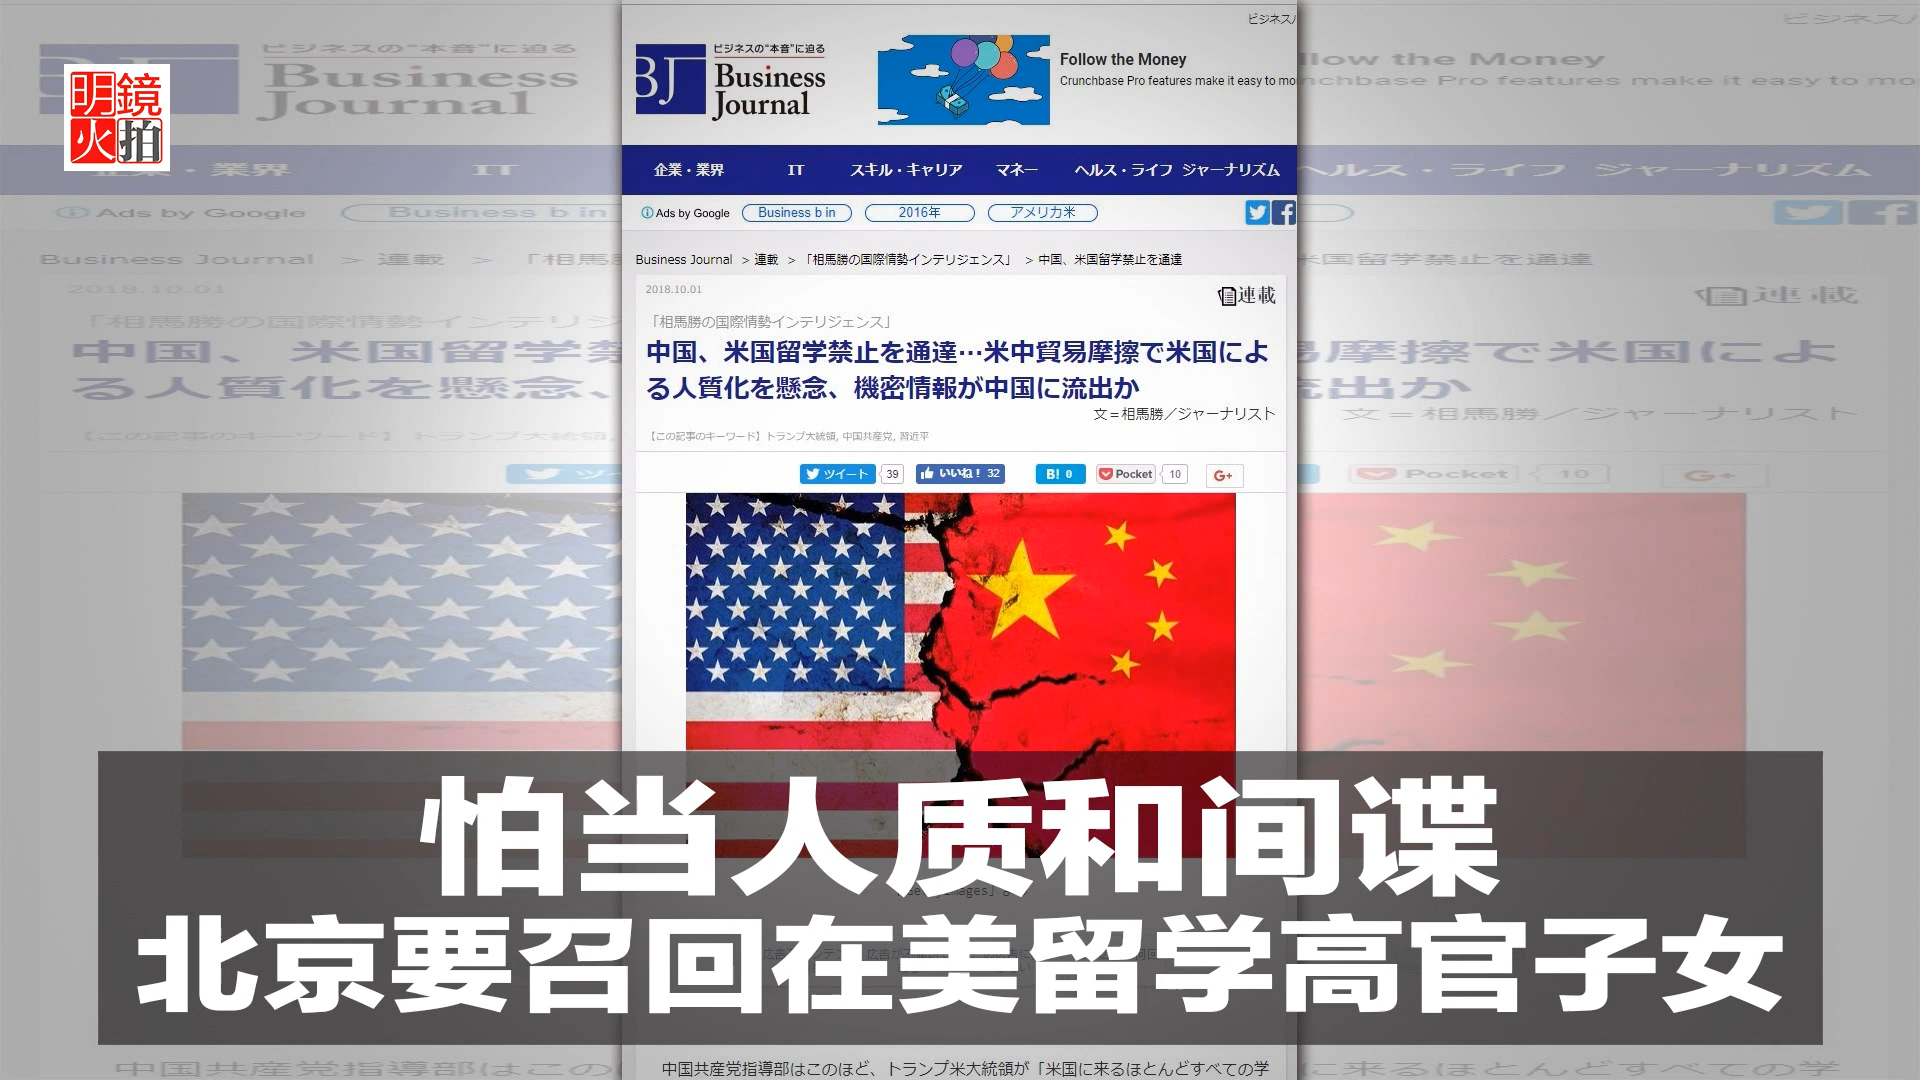 明鏡
火拍
ビジネスの“本音”に迫る
BJ Business
Journal
Follow the Money
Crunchbase Pro features make it easy to mo
ビジネス
企業・業界 IT スキル・キャリア マネー ヘルス・ライフ ジャーナリズム
Ads by Google Business b in 2016年 アメリカ米
Business Journal > 連載 > 「相馬勝の国際情勢インテリジェンス」 > 中国、米国留学禁止を通達
2018.10.01
連載
「相馬勝の国際情勢インテリジェンス」
中国、米国留学禁止を通達…米中貿易摩擦で米国によ
る人質化を懸念、機密情報が中国に流出か
文＝相馬勝／ジャーナリスト
【この記事のキーワード】トランプ大統領, 中国共産党, 習近平
ツイート 39 いいね！ 32 B! 0 Pocket 10 G+
怕当人质和间谍
北京要召回在美留学高官子女
中国共産党指導部はこのほど、トランプ米大統領が「米国に来るほとんどすべての学